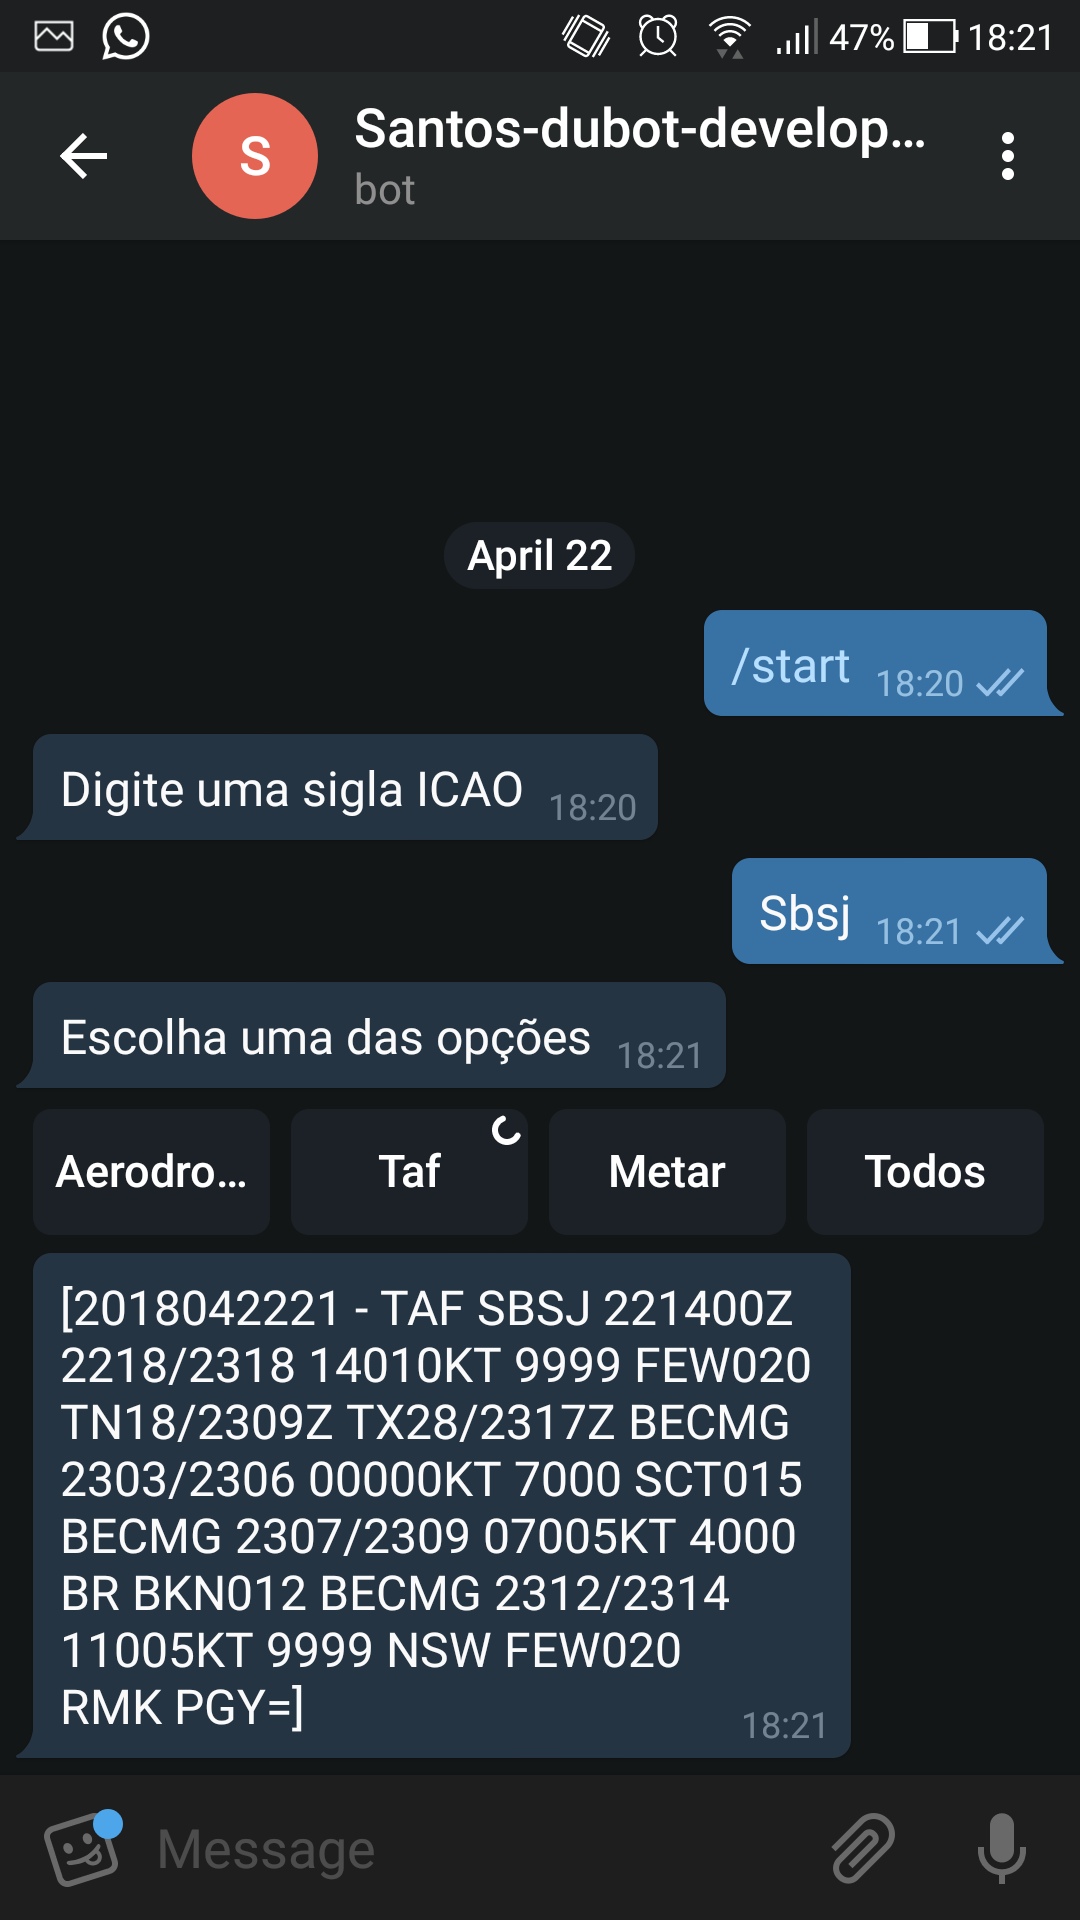 47% 18:21
S
Santos-dubot-develop...
bot
April 22
/start 18:20
Digite uma sigla ICAO 18:20
Sbsj 18:21
Escolha uma das opções 18:21
Aerodro... Taf Metar Todos
[2018042221 - TAF SBSJ 221400Z
2218/2318 14010KT 9999 FEW020
TN18/2309Z TX28/2317Z BECMG
2303/2306 00000KT 7000 SCT015
BECMG 2307/2309 07005KT 4000
BR BKN012 BECMG 2312/2314
11005KT 9999 NSW FEW020
RMK PGY=]
18:21
Message